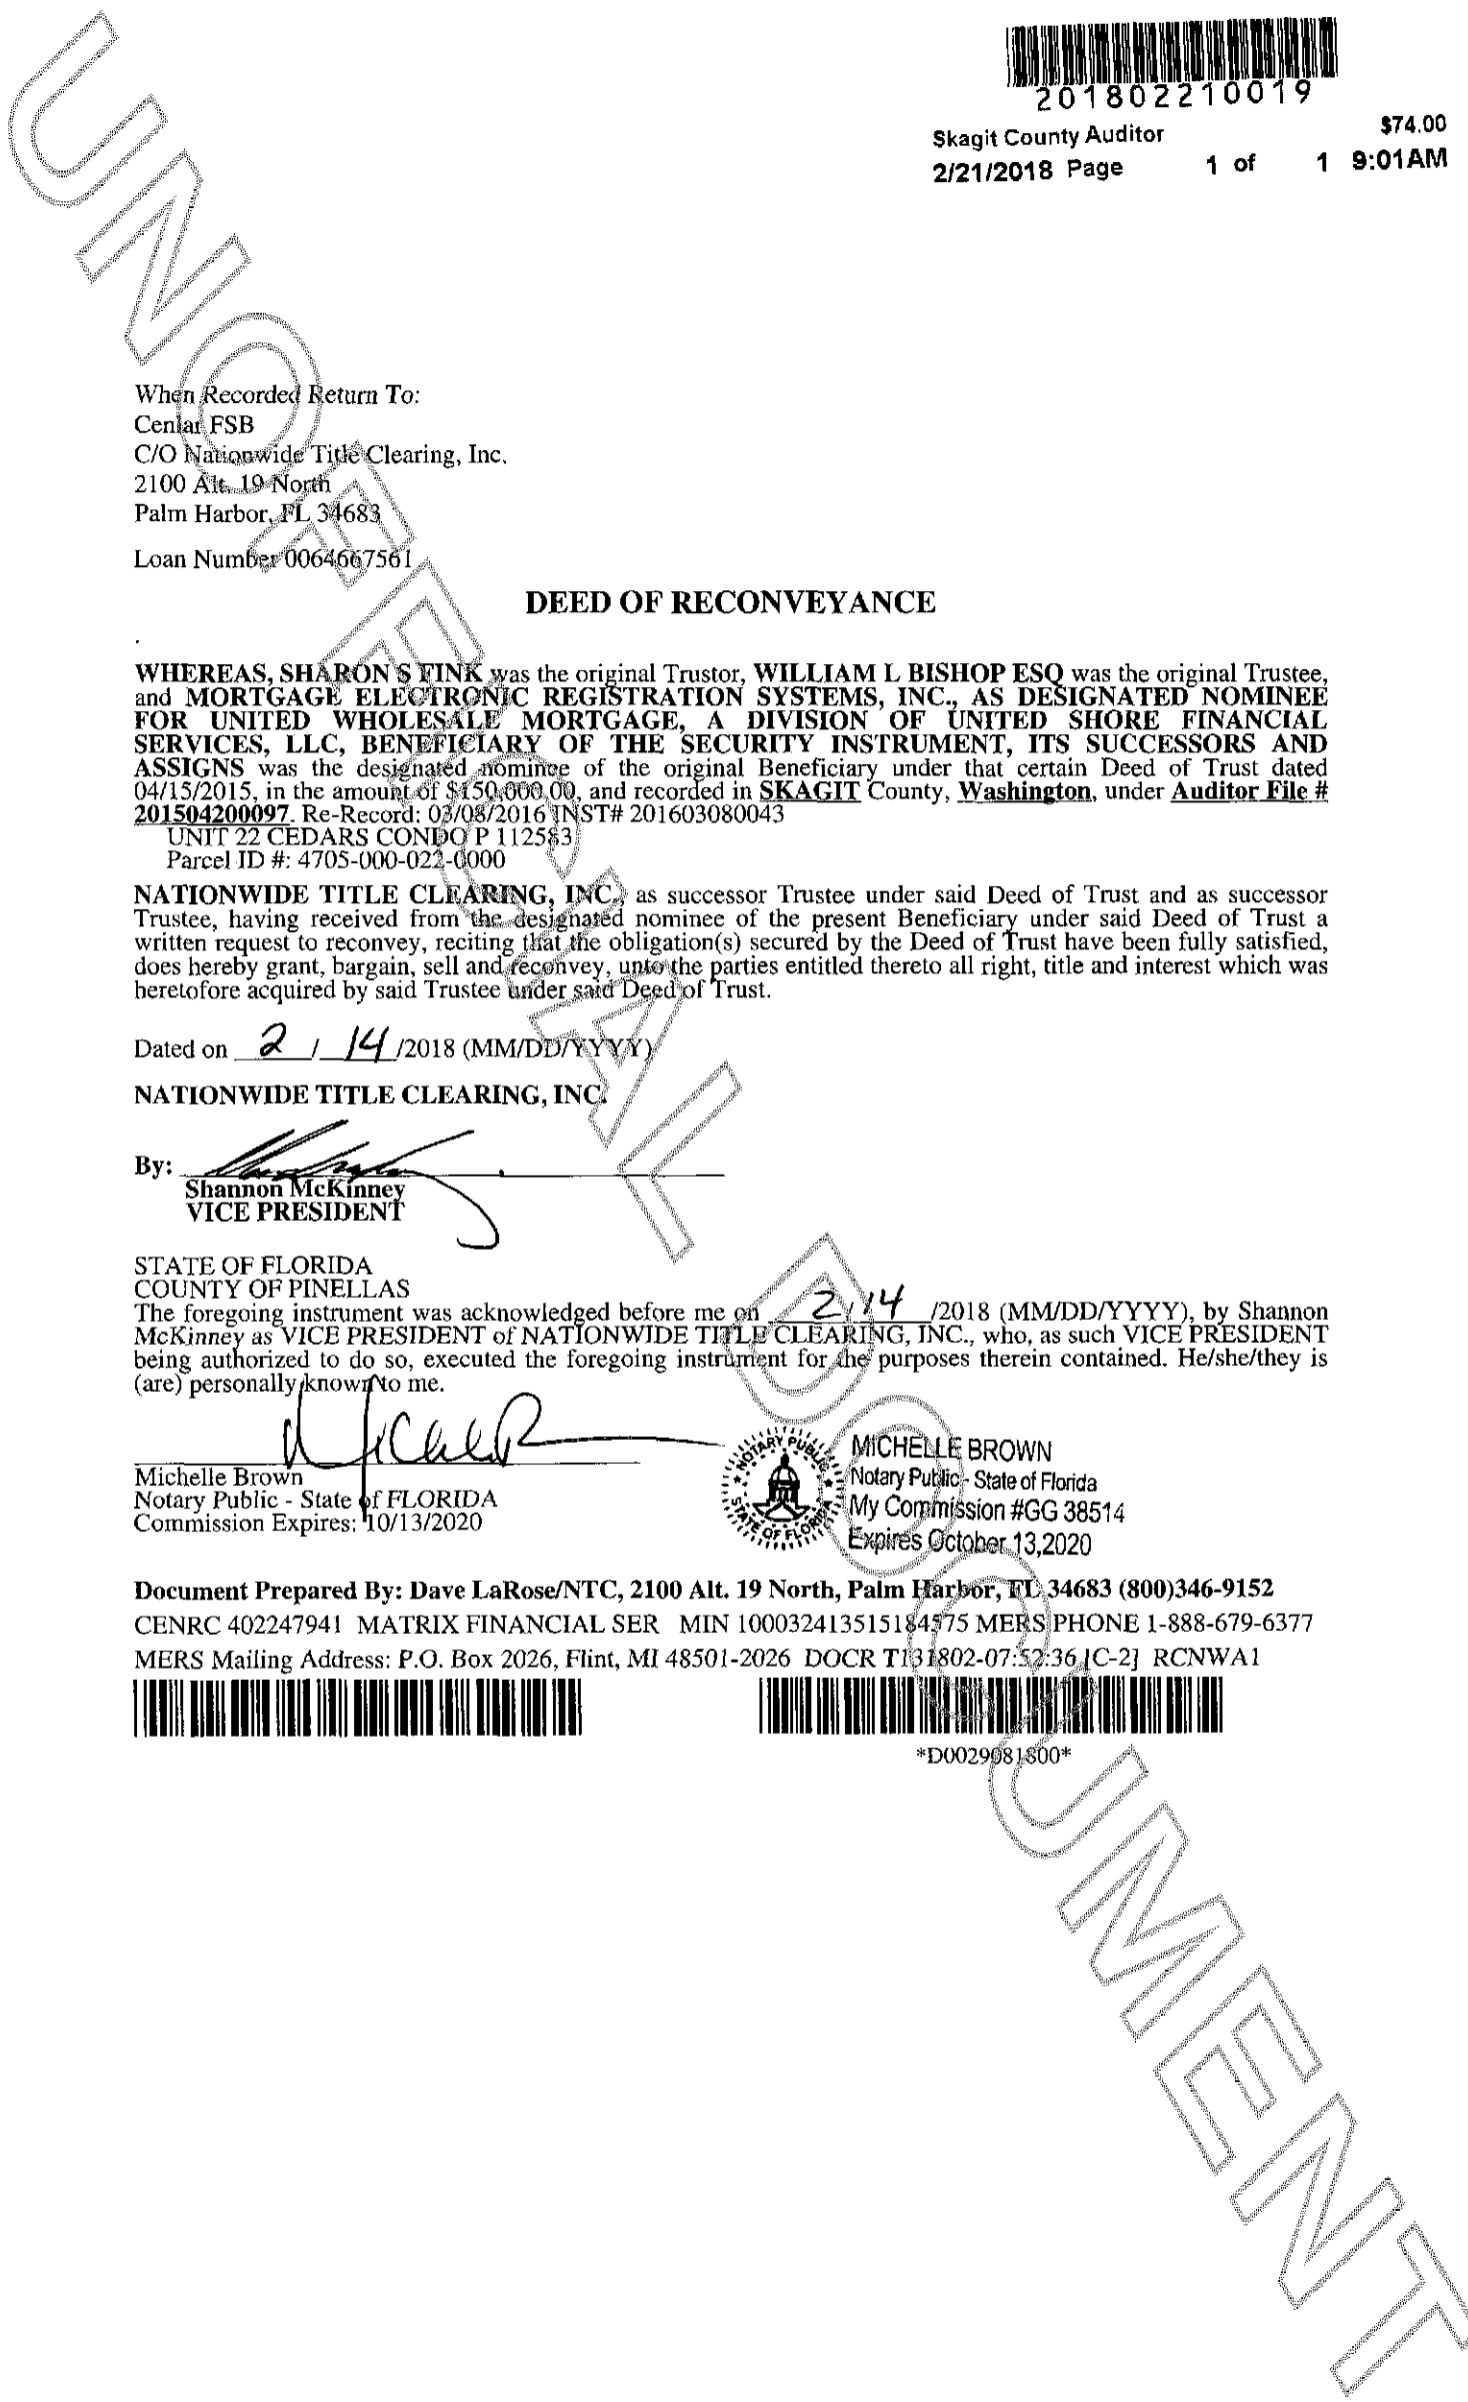 201802210019
Skagit County Auditor $74.00
2/21/2018 Page 1 of 1 9:01AM
When Recorded Return To:
Cenlar FSB
C/O Nationwide Title Clearing, Inc.
2100 Alt. 19 North
Palm Harbor, FL 34683
Loan Number 0064667561
DEED OF RECONVEYANCE
WHEREAS, SHARON S FINK was the original Trustor, WILLIAM L BISHOP ESQ was the original Trustee,
and MORTGAGE ELECTRONIC REGISTRATION SYSTEMS, INC., AS DESIGNATED NOMINEE
FOR UNITED WHOLESALE MORTGAGE, A DIVISION OF UNITED SHORE FINANCIAL
SERVICES, LLC, BENEFICIARY OF THE SECURITY INSTRUMENT, ITS SUCCESSORS AND
ASSIGNS was the designated nominee of the original Beneficiary under that certain Deed of Trust dated
04/15/2015, in the amount of $150,000.00, and recorded in SKAGIT County, Washington, under Auditor File #
201504200097. Re-Record: 03/08/2016 INST# 201603080043
UNIT 22 CEDARS CONDO P 112583
Parcel ID #: 4705-000-022-0000
NATIONWIDE TITLE CLEARING, INC. as successor Trustee under said Deed of Trust and as successor
Trustee, having received from the designated nominee of the present Beneficiary under said Deed of Trust a
written request to reconvey, reciting that the obligation(s) secured by the Deed of Trust have been fully satisfied,
does hereby grant, bargain, sell and reconvey, unto the parties entitled thereto all right, title and interest which was
heretofore acquired by said Trustee under said Deed of Trust.
Dated on 2 / 14 /2018 (MM/DD/YYYY)
NATIONWIDE TITLE CLEARING, INC.
By:
Shannon McKinney
VICE PRESIDENT
STATE OF FLORIDA
COUNTY OF PINELLAS
The foregoing instrument was acknowledged before me on 2/14 /2018 (MM/DD/YYYY), by Shannon
McKinney as VICE PRESIDENT of NATIONWIDE TITLE CLEARING, INC., who, as such VICE PRESIDENT
being authorized to do so, executed the foregoing instrument for the purposes therein contained. He/she/they is
(are) personally known to me.
Michelle Brown
Notary Public - State of FLORIDA
Commission Expires: 10/13/2020
NOTARY PUBLIC
STATE OF FLORIDA
MICHELLE BROWN
Notary Public - State of Florida
My Commission #GG 38514
Expires October 13,2020
Document Prepared By: Dave LaRose/NTC, 2100 Alt. 19 North, Palm Harbor, FL 34683 (800)346-9152
CENRC 402247941 MATRIX FINANCIAL SER MIN 100032413515184575 MERS PHONE 1-888-679-6377
MERS Mailing Address: P.O. Box 2026, Flint, MI 48501-2026 DOCR T131802-07:52:36 [C-2] RCNWA1
*D0029081800*
UNOFFICIAL DOCUMENT